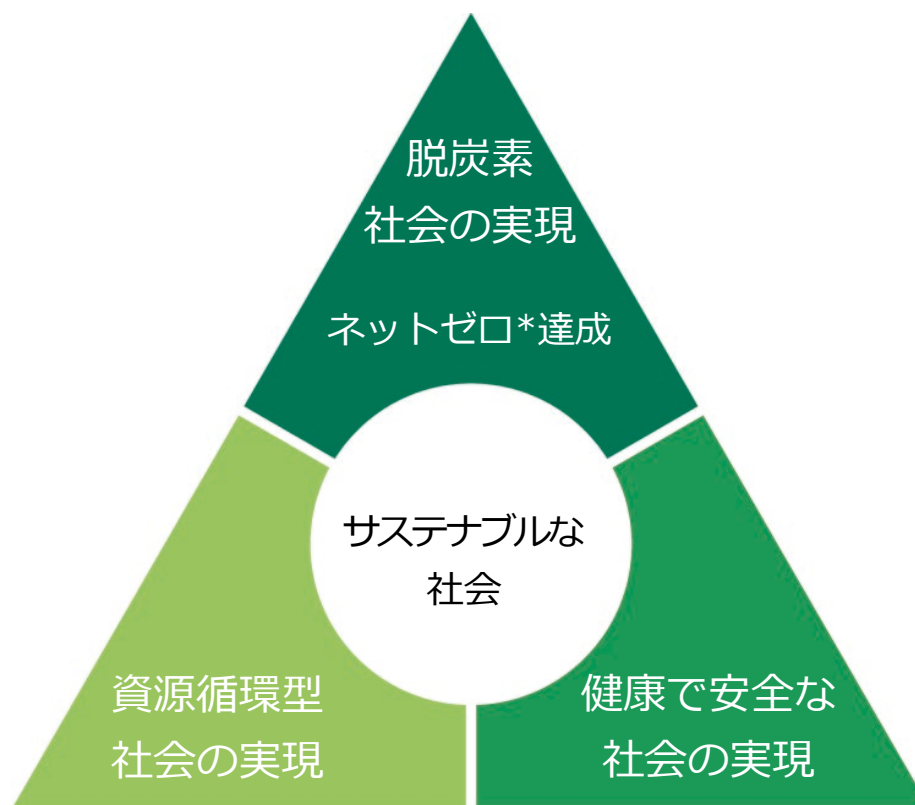 脱炭素
社会の実現
ネットゼロ*達成
サステナブルな
社会
資源循環型
社会の実現
健康で安全な
社会の実現